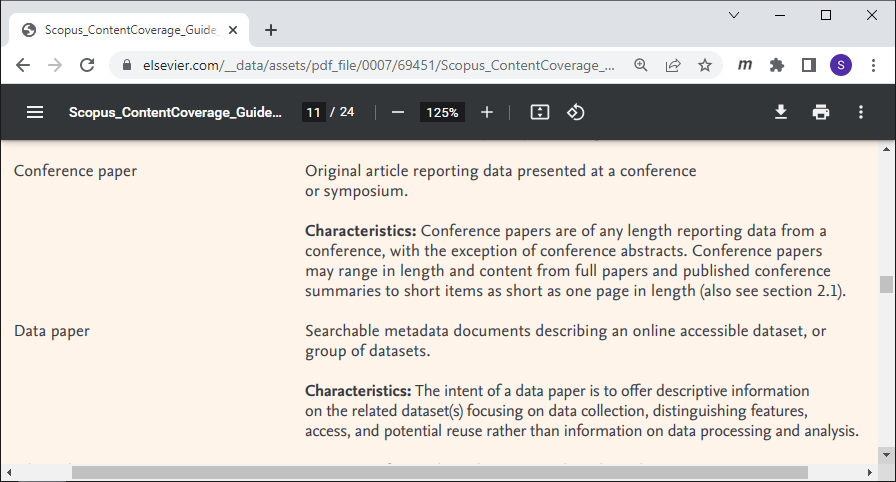 Scopus_ContentCoverage_Guide_
elsevier.com/__data/assets/pdf_file/0007/69451/Scopus_ContentCoverage_...
m
S
Scopus_ContentCoverage_Guide...
11 / 24
125%
Conference paper
Original article reporting data presented at a conference
or symposium.
Characteristics: Conference papers are of any length reporting data from a
conference, with the exception of conference abstracts. Conference papers
may range in length and content from full papers and published conference
summaries to short items as short as one page in length (also see section 2.1).
Data paper
Searchable metadata documents describing an online accessible dataset, or
group of datasets.
Characteristics: The intent of a data paper is to offer descriptive information
on the related dataset(s) focusing on data collection, distinguishing features,
access, and potential reuse rather than information on data processing and analysis.